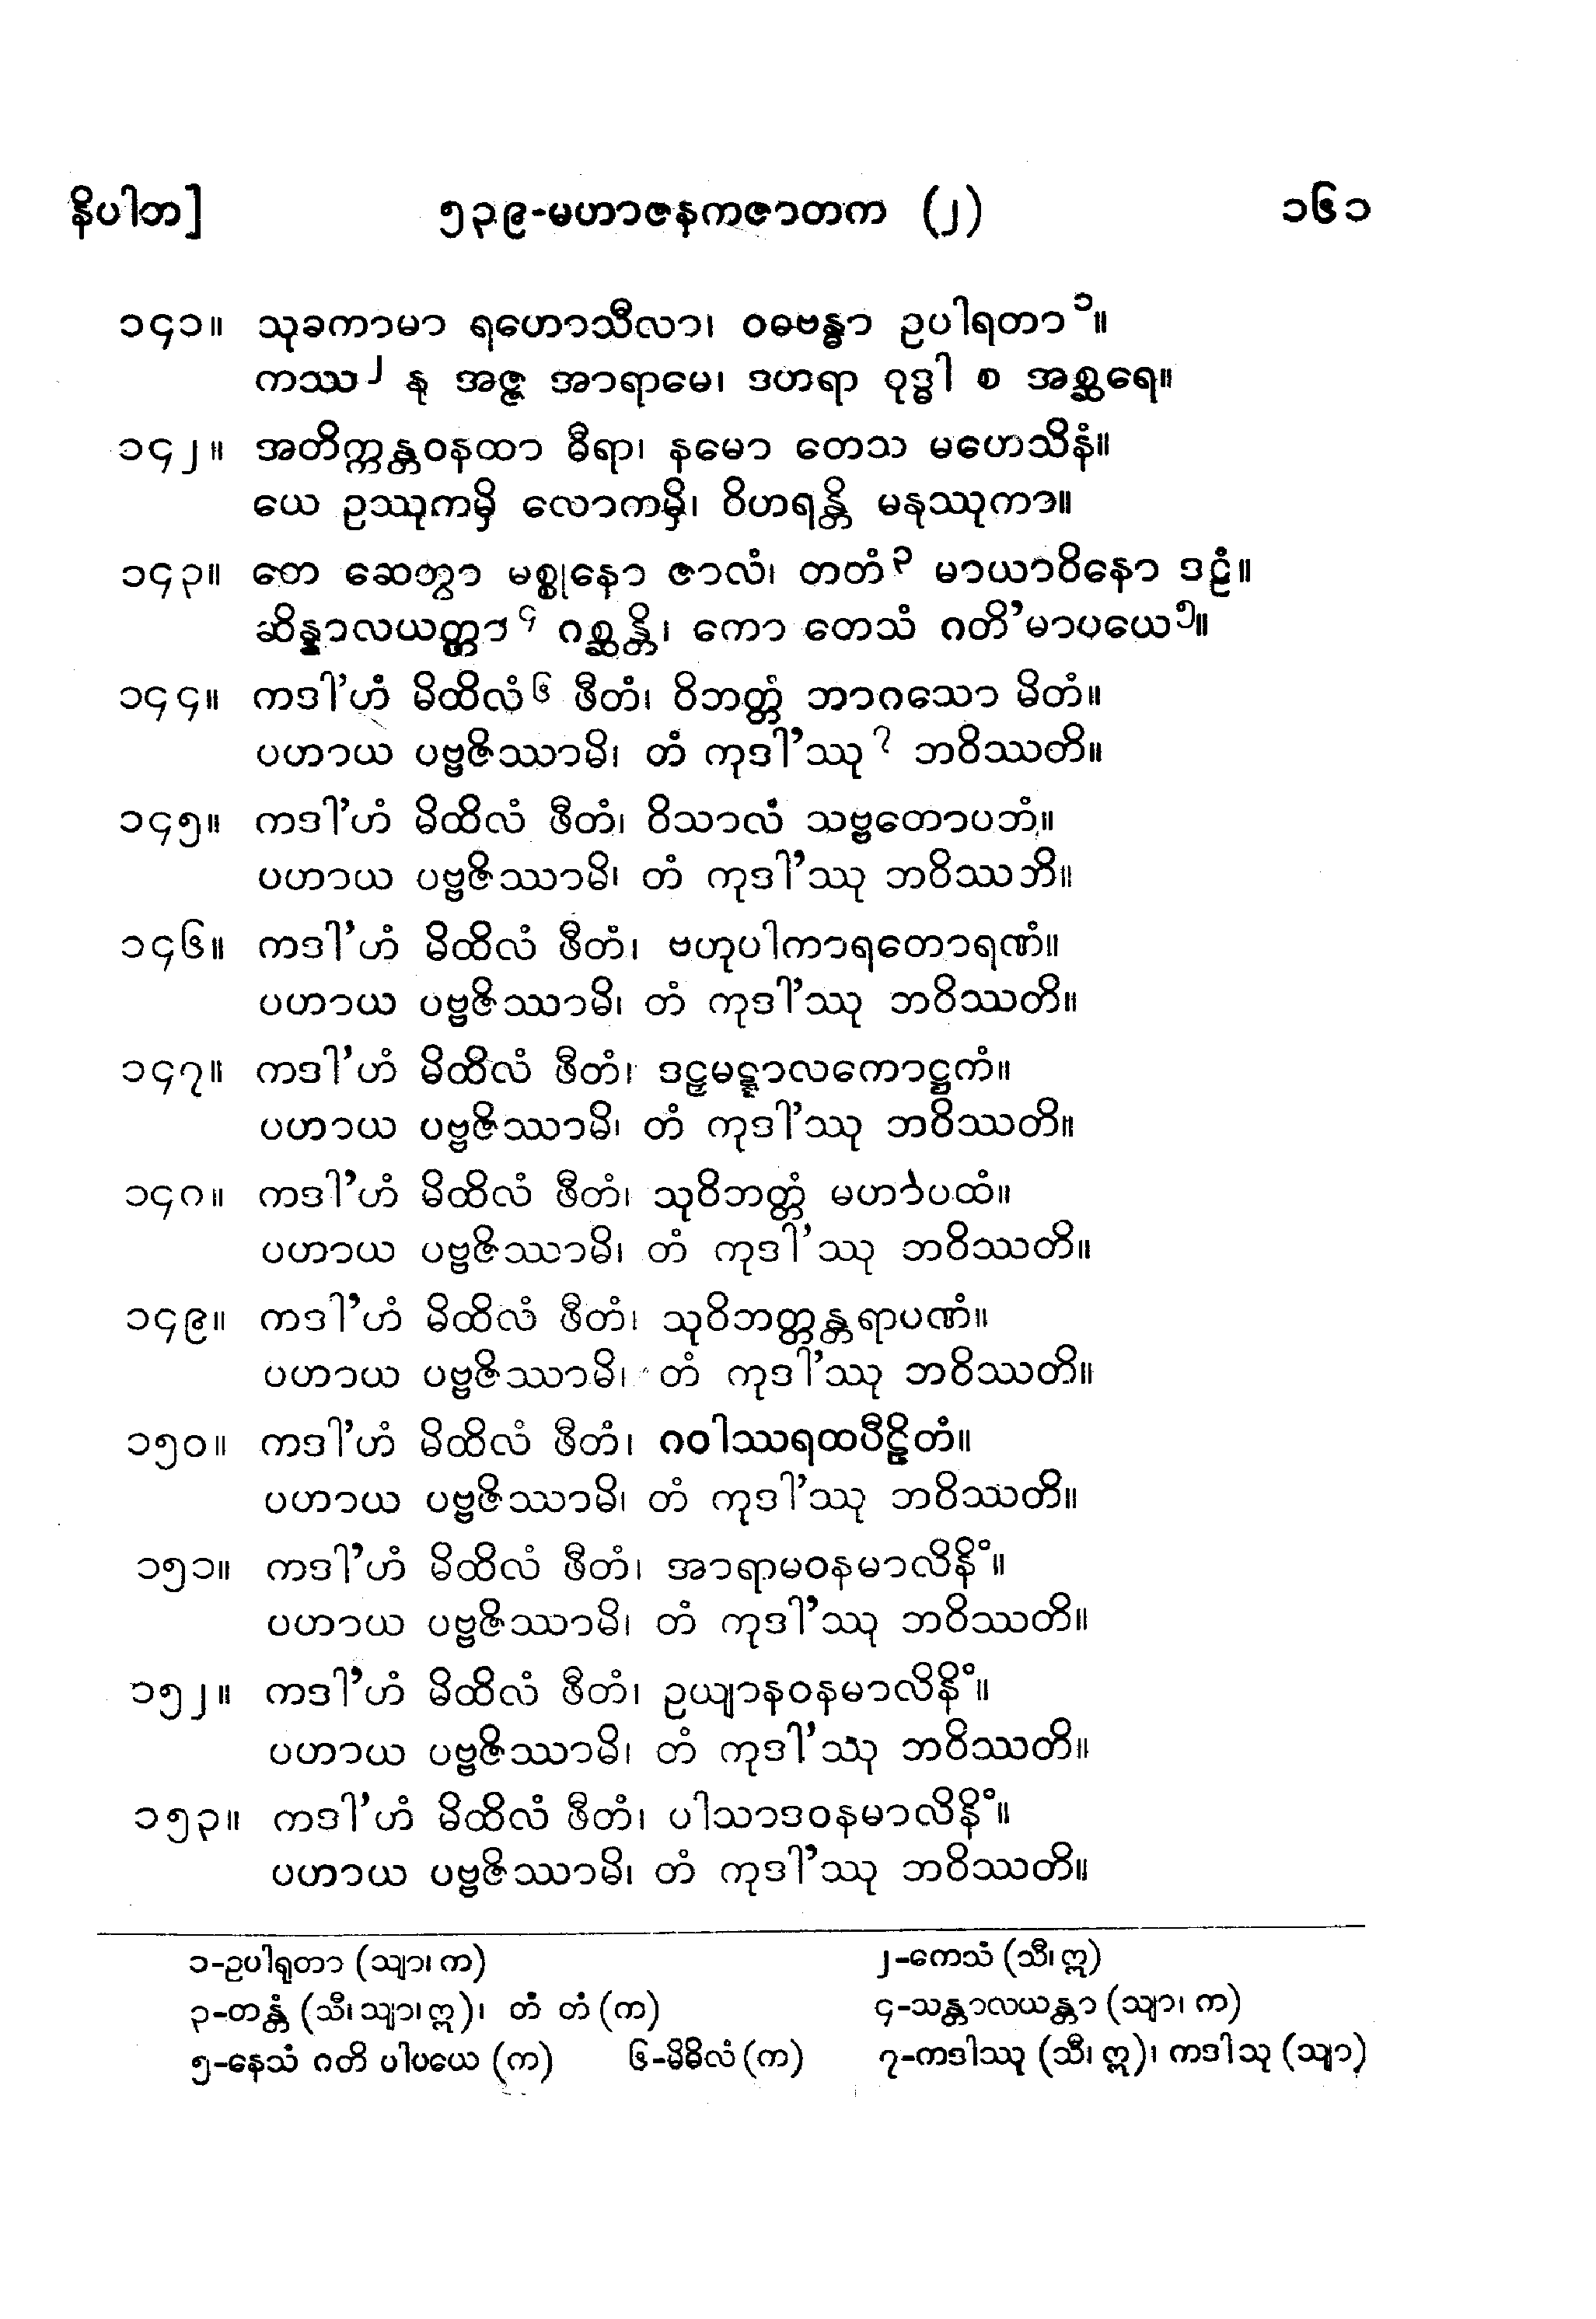 နိပါတ]
၅၃၉-မဟာဇနကဇာတက (၂)
၁၆၁
၁၄၁။ သုခကာမာ ရဟောသီလာ၊ ဝဓဗန္ဓာ ဥပါရတာ၁။
ကဿ၂ နု အဇ္ဇ အာရာမေ၊ ဒဟရာ ဝုဒ္ဓါ စ အစ္ဆရေ။
၁၄၂။ အတိက္ကန္တဝနထာ ဓီရာ၊ နမော တေသ မဟေသိနံ။
ယေ ဥဿုကမှိ လောကမှိ၊ ဝိဟရန္တိ မနုဿုကာ။
၁၄၃။ တေ ဆေတွာ မစ္စုနော ဇာလံ၊ တတံ၃ မာယာဝိနော ဒဠံ။
ဆိန္နာလယတ္တာ၄ ဂစ္ဆန္တိ၊ ကော တေသံ ဂတိ’မာပယေ၅။
၁၄၄။ ကဒါ’ဟံ မိထိလံ၆ ဖီတံ၊ ဝိဘတ္တံ ဘာဂသော မိတံ။
ပဟာယ ပဗ္ဗဇိဿာမိ၊ တံ ကုဒါ’ဿု၇ ဘဝိဿတိ။
၁၄၅။ ကဒါ’ဟံ မိထိလံ ဖီတံ၊ ဝိသာလံ သဗ္ဗတောပဘံ။
ပဟာယ ပဗ္ဗဇိဿာမိ၊ တံ ကုဒါ’ဿု ဘဝိဿတိ။
၁၄၆။ ကဒါ’ဟံ မိထိလံ ဖီတံ၊ ဗဟုပါကာရတောရဏံ။
ပဟာယ ပဗ္ဗဇိဿာမိ၊ တံ ကုဒါ’ဿု ဘဝိဿတိ။
၁၄၇။ ကဒါ’ဟံ မိထိလံ ဖီတံ၊ ဒဠှမဋ္ဋာလကောဋ္ဌကံ။
ပဟာယ ပဗ္ဗဇိဿာမိ၊ တံ ကုဒါ’ဿု ဘဝိဿတိ။
၁၄၈။ ကဒါ’ဟံ မိထိလံ ဖီတံ၊ သုဝိဘတ္တံ မဟာပထံ။
ပဟာယ ပဗ္ဗဇိဿာမိ၊ တံ ကုဒါ’ဿု ဘဝိဿတိ။
၁၄၉။ ကဒါ’ဟံ မိထိလံ ဖီတံ၊ သုဝိဘတ္တန္တရာပဏံ။
ပဟာယ ပဗ္ဗဇိဿာမိ၊ တံ ကုဒါ’ဿု ဘဝိဿတိ။
၁၅၀။ ကဒါ’ဟံ မိထိလံ ဖီတံ၊ ဂဝါဿရထပီဠိတံ။
ပဟာယ ပဗ္ဗဇိဿာမိ၊ တံ ကုဒါ’ဿု ဘဝိဿတိ။
၁၅၁။ ကဒါ’ဟံ မိထိလံ ဖီတံ၊ အာရာမဝနမာလိနိံ။
ပဟာယ ပဗ္ဗဇိဿာမိ၊ တံ ကုဒါ’ဿု ဘဝိဿတိ။
၁၅၂။ ကဒါ’ဟံ မိထိလံ ဖီတံ၊ ဥယျာနဝနမာလိနိံ။
ပဟာယ ပဗ္ဗဇိဿာမိ၊ တံ ကုဒါ’ဿု ဘဝိဿတိ။
၁၅၃။ ကဒါ’ဟံ မိထိလံ ဖီတံ၊ ပါသာဒဝနမာလိနိံ။
ပဟာယ ပဗ္ဗဇိဿာမိ၊ တံ ကုဒါ’ဿု ဘဝိဿတိ။
၁-ဥပါရုတာ (သျာ၊ က) ၂-ကေသံ (သီ၊ ဣ)
၃-တန္တံ (သီ၊ သျာ၊ ဣ)၊ တံ တံ (က) ၄-သန္တာလယန္တာ (သျာ၊ က)
၅-နေသံ ဂတိ ပါပယေ (က) ၆-မိဓိလံ (က) ၇-ကဒါဿု (သီ၊ ဣ)၊ ကဒါသု (သျာ)